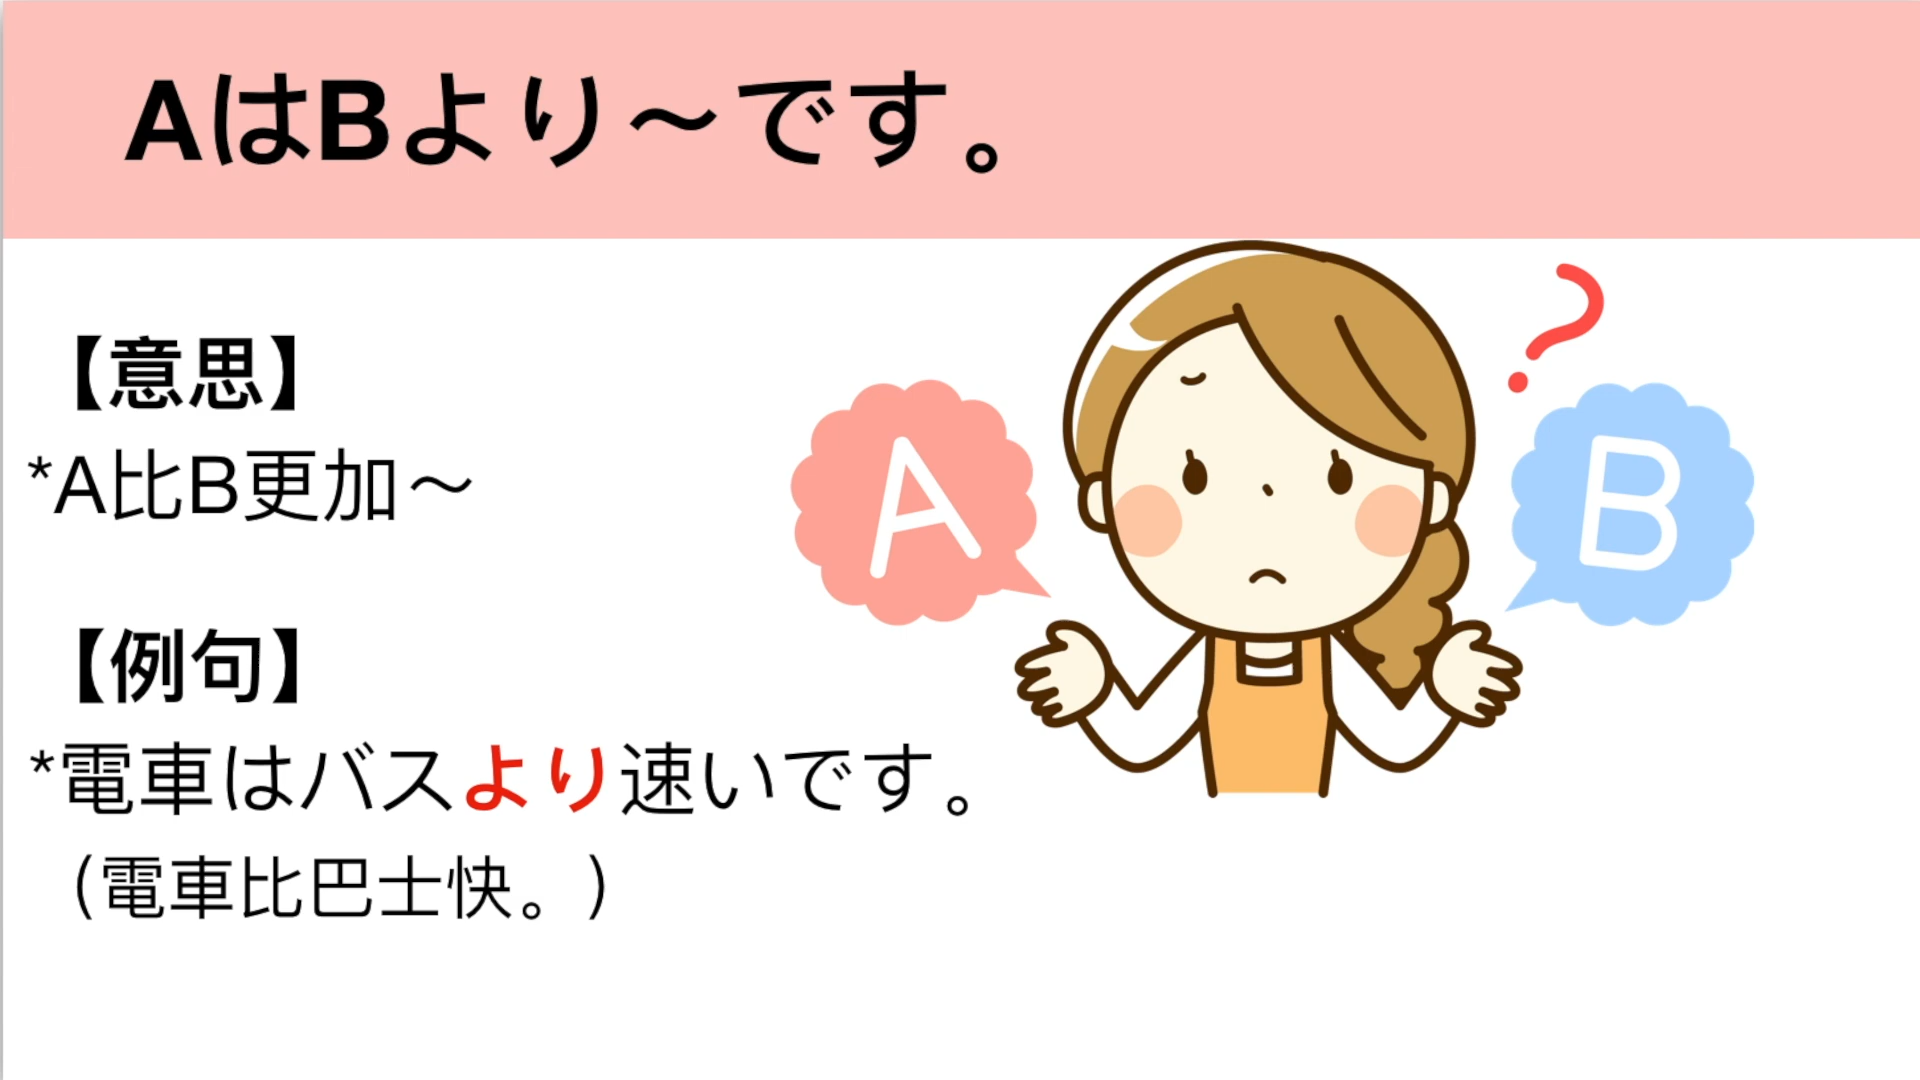 AはBより〜です。
【意思】
*A比B更加〜
【例句】
*電車はバスより速いです。
（電車比巴士快。）
A
?
B